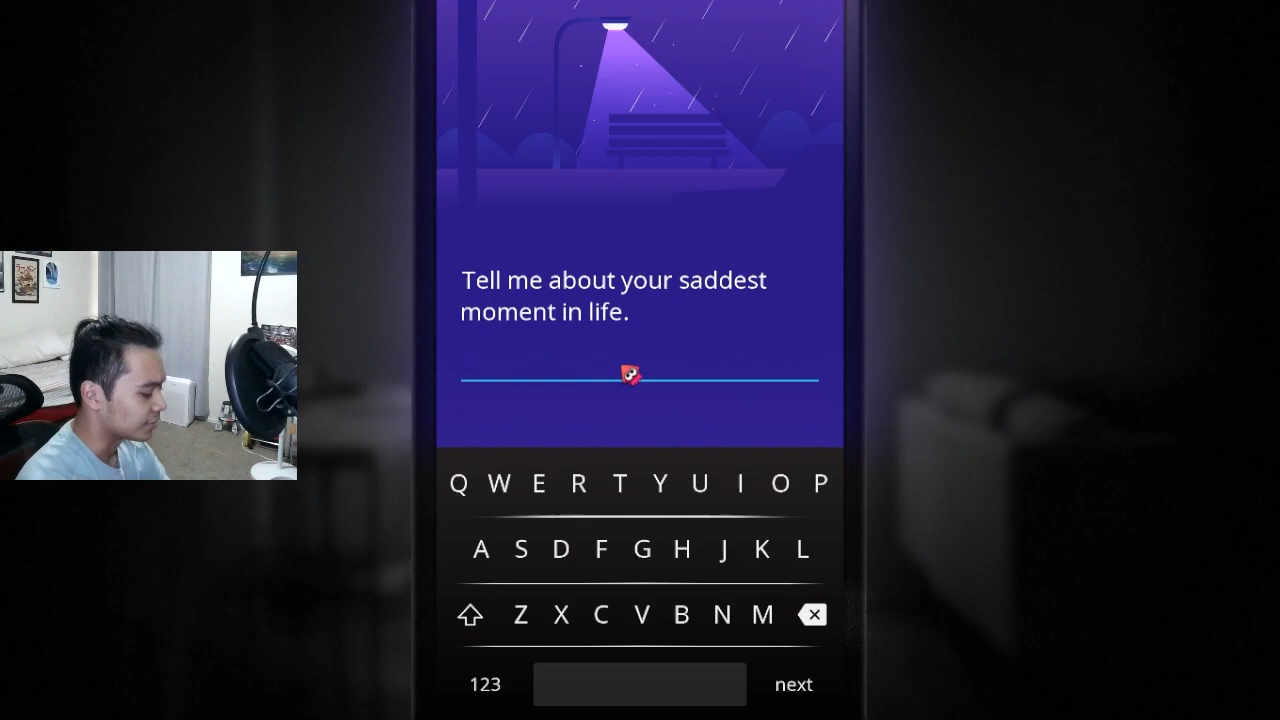 Tell me about your saddest
moment in life.
Q W E R T Y U I O P
A S D F G H J K L
Z X C V B N M
123 next